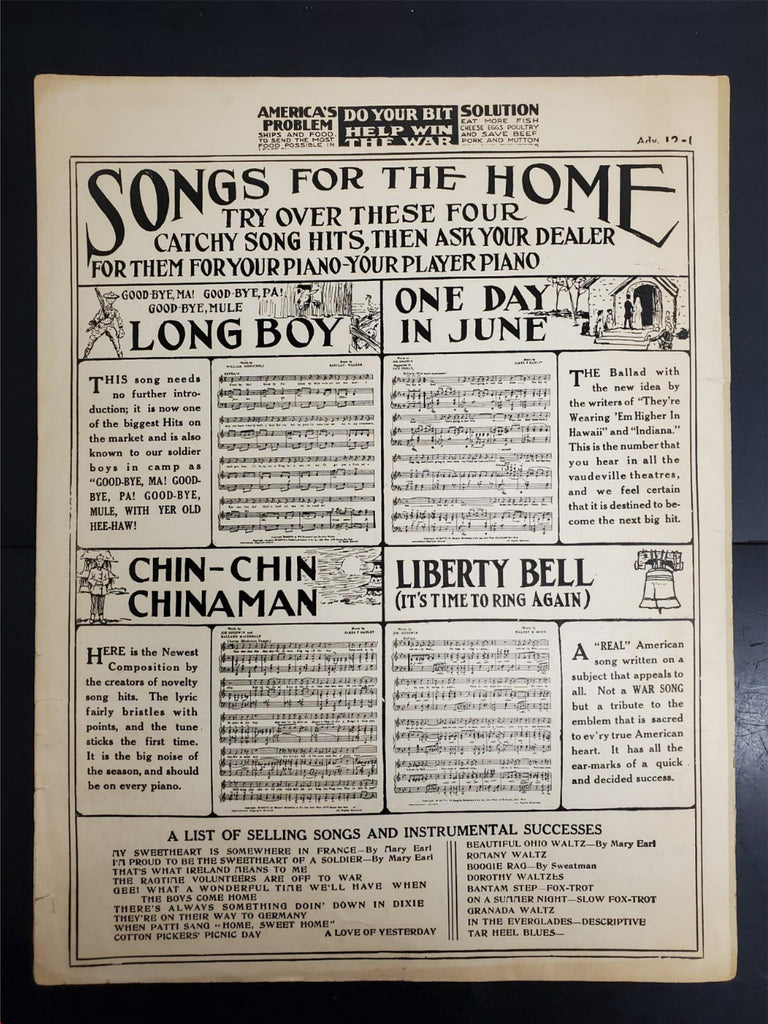 AMERICA'S PROBLEM
SHIPS AND FOOD.
TO SEND THE MOST
FOOD POSSIBLE IN
DO YOUR BIT
HELP WIN
THE WAR
SOLUTION
EAT MORE FISH
CHEESE EGGS POULTRY
AND SAVE BEEF
PORK AND MUTTON
Adv. 12-1
SONGS FOR THE HOME
TRY OVER THESE FOUR
CATCHY SONG HITS, THEN ASK YOUR DEALER
FOR THEM FOR YOUR PIANO-YOUR PLAYER PIANO
GOOD-BYE, MA! GOOD-BYE, PA!
GOOD-BYE, MULE
LONG BOY
ONE DAY
IN JUNE
THIS song needs
no further intro-
duction; it is now one
of the biggest Hits on
the market and is also
known to our soldier
boys in camp as
"GOOD-BYE, MA! GOOD-
BYE, PA! GOOD-BYE,
MULE, WITH YER OLD
HEE-HAW!
THE Ballad with
the new idea by
the writers of "They're
Wearing 'Em Higher In
Hawaii" and "Indiana."
This is the number that
you hear in all the
vaudeville theatres,
and we feel certain
that it is destined to be-
come the next big hit.
CHIN-CHIN
CHINAMAN
LIBERTY BELL
(IT'S TIME TO RING AGAIN)
HERE is the Newest
Composition by
the creators of novelty
song hits. The lyric
fairly bristles with
points, and the tune
sticks the first time.
It is the big noise of
the season, and should
be on every piano.
Words by
JOE GOODWIN and
BALLARD MACDONALD
Music by
JAMES F HANLEY
A "REAL" American
song written on a
subject that appeals to
all. Not a WAR SONG
but a tribute to the
emblem that is sacred
to ev'ry true American
heart. It has all the
ear-marks of a quick
and decided success.
A LIST OF SELLING SONGS AND INSTRUMENTAL SUCCESSES
MY SWEETHEART IS SOMEWHERE IN FRANCE—By Mary Earl
I'M PROUD TO BE THE SWEETHEART OF A SOLDIER—By Mary Earl
THAT'S WHAT IRELAND MEANS TO ME
THE RAGTIME VOLUNTEERS ARE OFF TO WAR
GEE! WHAT A WONDERFUL TIME WE'LL HAVE WHEN
THE BOYS COME HOME
THERE'S ALWAYS SOMETHING DOIN' DOWN IN DIXIE
THEY'RE ON THEIR WAY TO GERMANY
WHEN PATTI SANG "HOME, SWEET HOME"
COTTON PICKERS' PICNIC DAY A LOVE OF YESTERDAY
BEAUTIFUL OHIO WALTZ—By Mary Earl
ROMANY WALTZ
BOOGIE RAG—By Sweatman
DOROTHY WALTZES
BANTAM STEP—FOX-TROT
ON A SUMMER NIGHT—SLOW FOX-TROT
GRANADA WALTZ
IN THE EVERGLADES—DESCRIPTIVE
TAR HEEL BLUES—